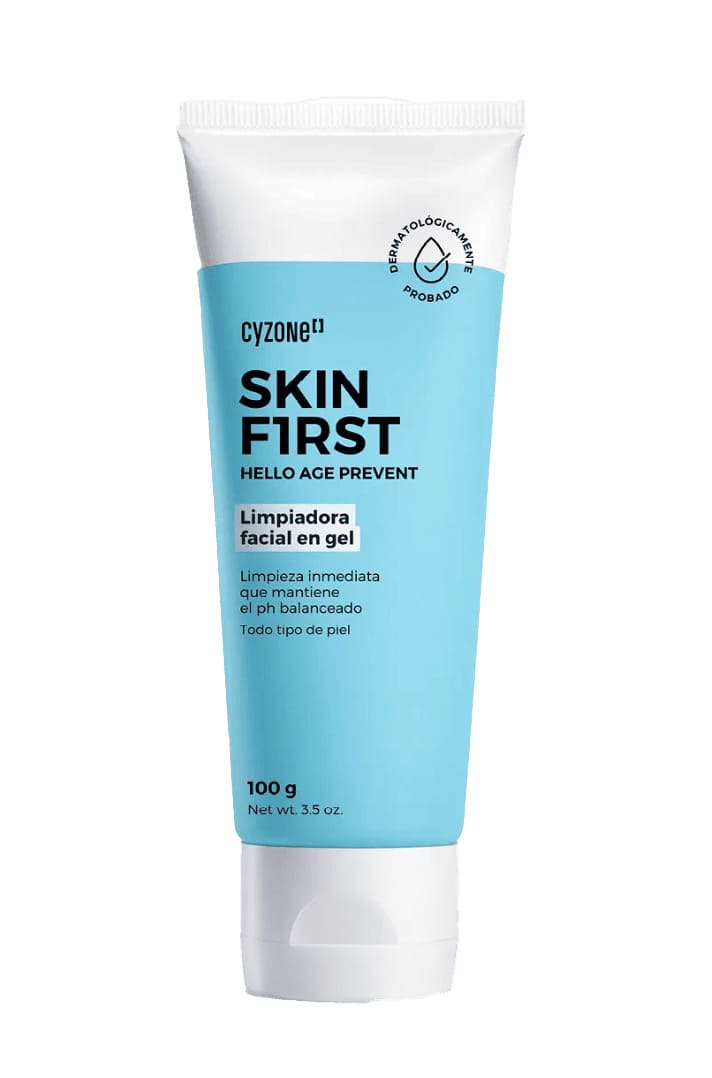 DERMATOLÓGICAMENTE
PROBADO
CYZONE[]
SKIN
F1RST
HELLO AGE PREVENT
Limpiadora
facial en gel
Limpieza inmediata
que mantiene
el ph balanceado
Todo tipo de piel
100 g
Net wt. 3.5 oz.